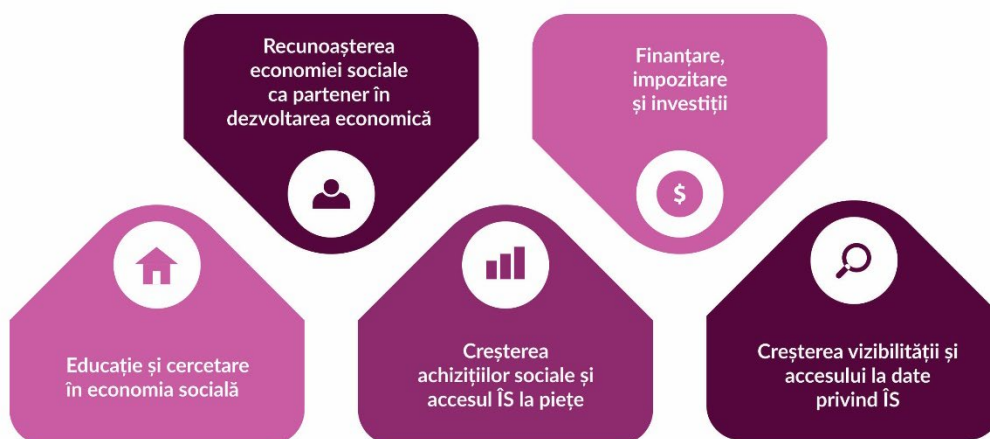 Recunoașterea
economiei sociale
ca partener în
dezvoltarea economică
Finanțare,
impozitare
și investiții
$
Educație și cercetare
în economia socială
Creșterea
achizițiilor sociale și
accesul ÎS la piețe
Creșterea vizibilității și
accesului la date
privind ÎS